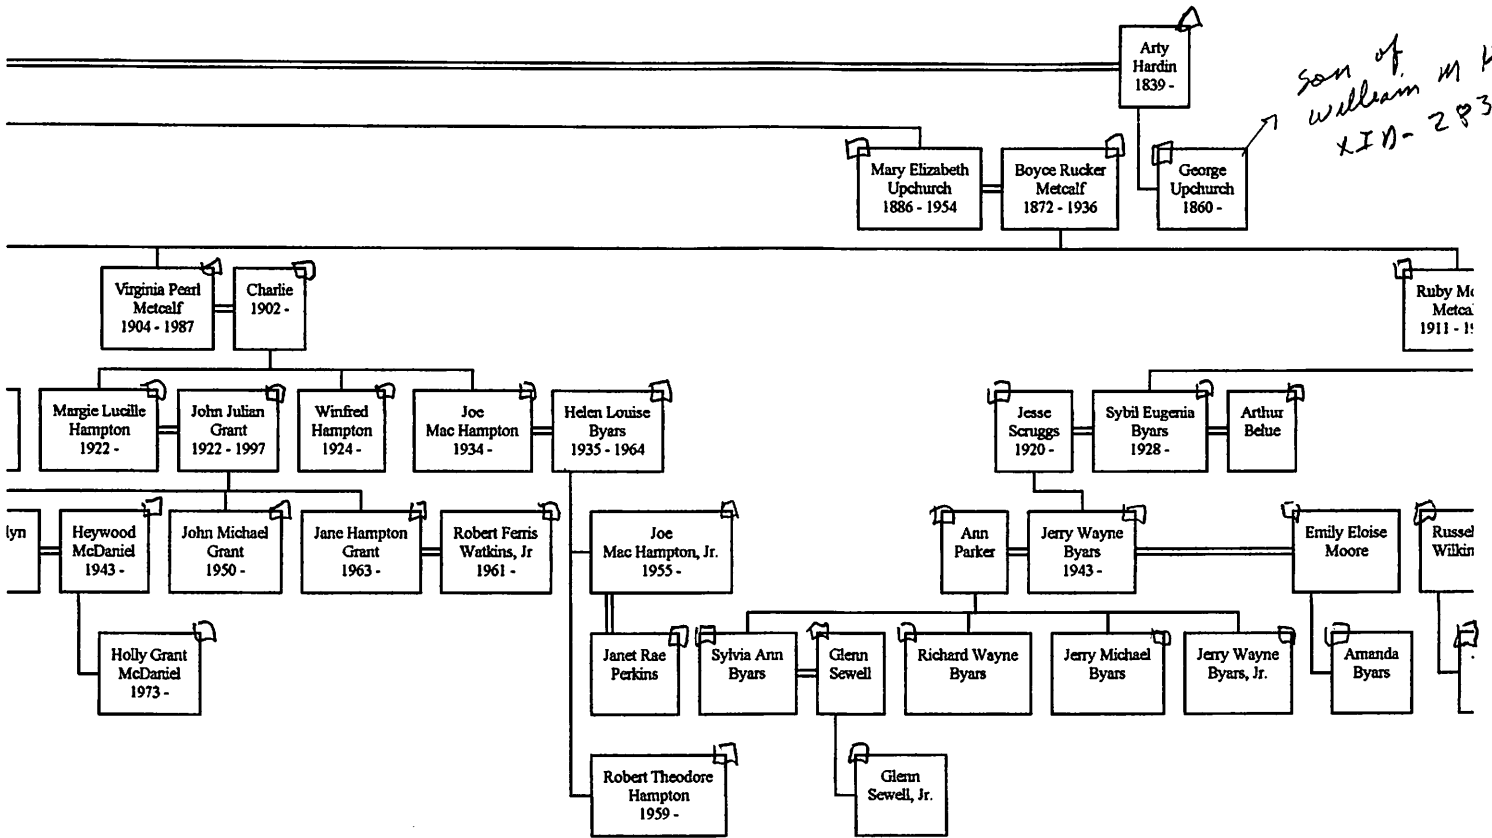 Arty
Hardin
1839 -
Son of
William M
XID-283
Mary Elizabeth
Upchurch
1886 - 1954
Boyce Rucker
Metcalf
1872 - 1936
George
Upchurch
1860 -
Virginia Pearl
Metcalf
1904 - 1987
Charlie
1902 -
Ruby
1911 -
Margie Lucille
Hampton
1922 -
John Julian
Grant
1922 - 1997
Winfred
Hampton
1924 -
Joe
Mac Hampton
1934 -
Helen Louise
Byars
1935 - 1964
Jesse
Scruggs
1920 -
Sybil Eugenia
Byars
1928 -
Arthur
Belue
lyn
Heywood
McDaniel
1943 -
John Michael
Grant
1950 -
Jane Hampton
Grant
1963 -
Robert Ferris
Watkins, Jr
1961 -
Joe
Mac Hampton, Jr.
1955 -
Ann
Parker
Jerry Wayne
Byars
1943 -
Emily Eloise
Moore
Russel
Wilkin
Holly Grant
McDaniel
1973 -
Janet Rae
Perkins
Sylvia Ann
Byars
Glenn
Sewell
Richard Wayne
Byars
Jerry Michael
Byars
Jerry Wayne
Byars, Jr.
Amanda
Byars
Robert Theodore
Hampton
1959 -
Glenn
Sewell, Jr.